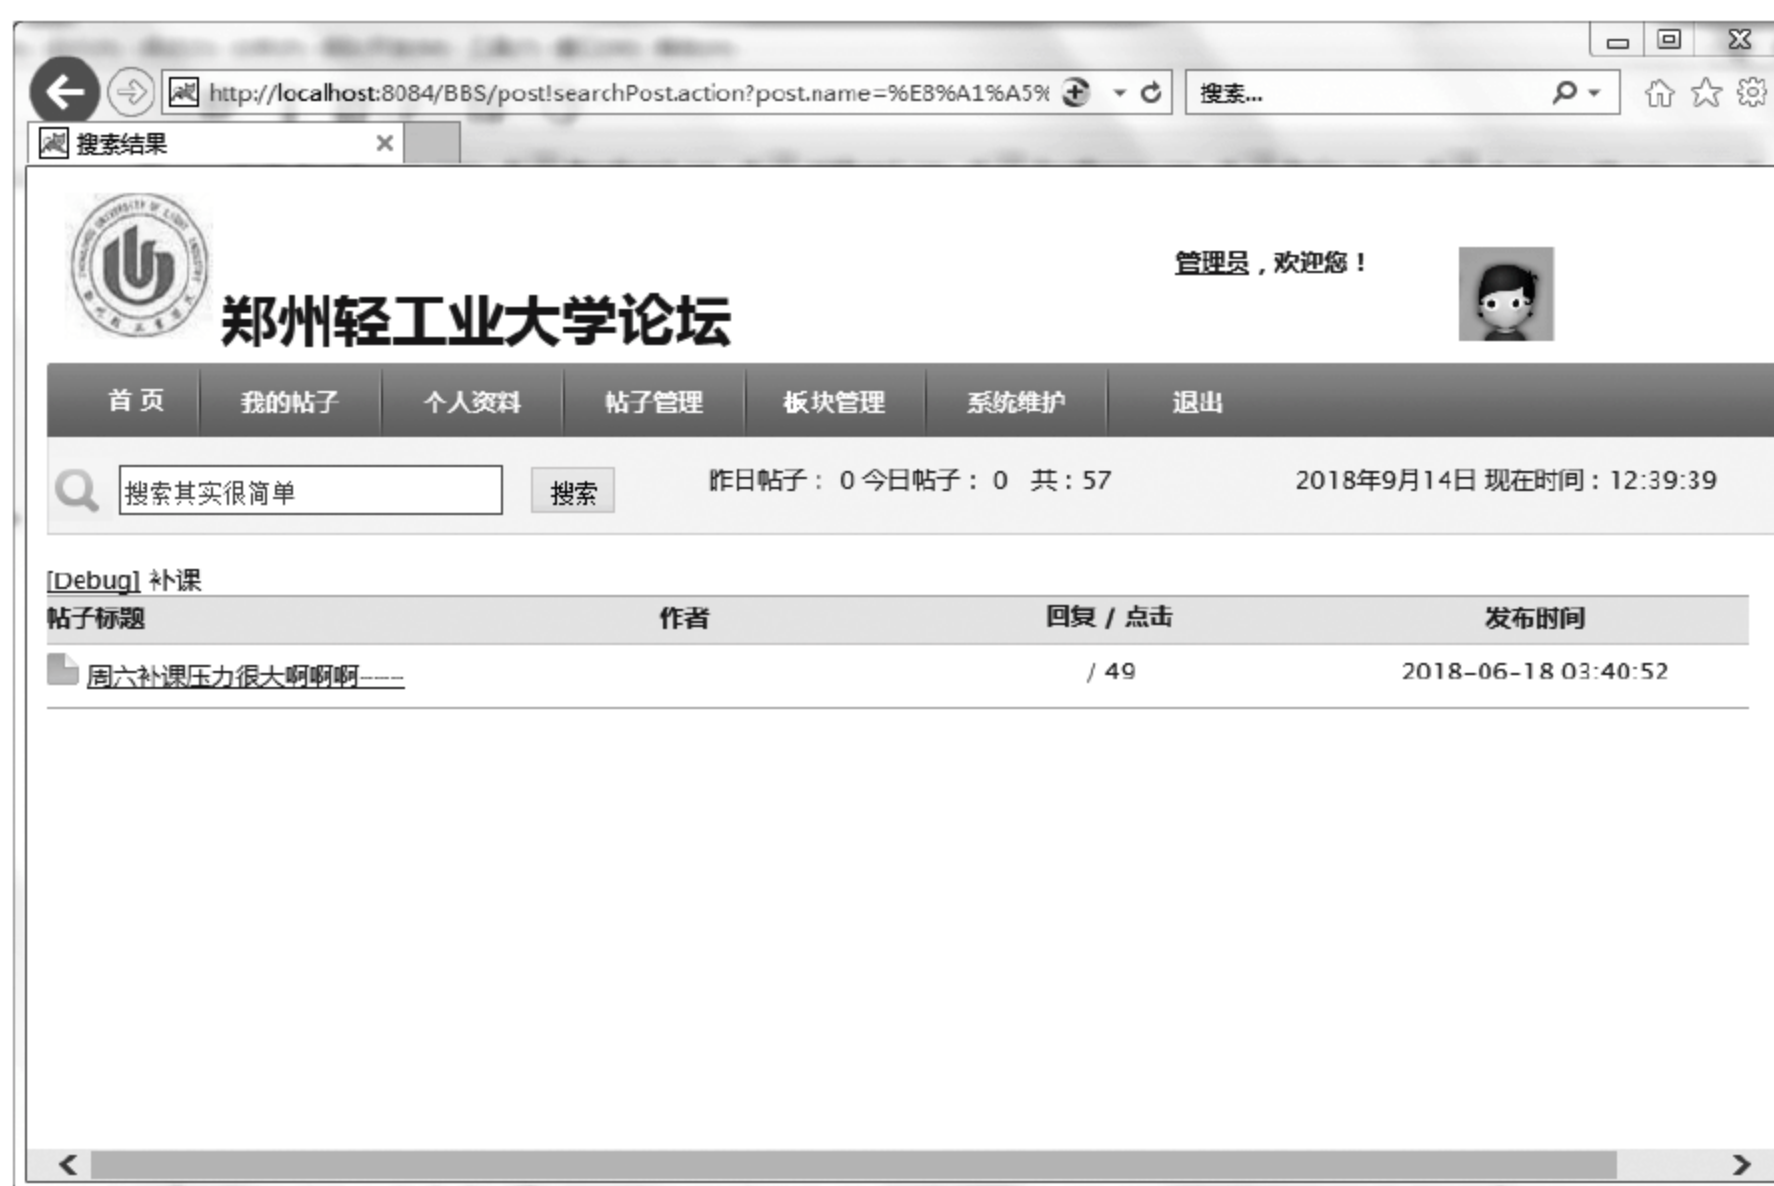 http://localhost:8084/BBS/post!searchPost.action?post.name=%E8%A1%A5%
搜索...
搜索结果
管理员，欢迎您！
郑州轻工业大学论坛
首 页 我的帖子 个人资料 帖子管理 板块管理 系统维护 退出
搜索其实很简单 搜索 昨日帖子： 0 今日帖子： 0 共：57 2018年9月14日 现在时间：12:39:39
[Debug] 补课
帖子标题 作者 回复 / 点击 发布时间
周六补课压力很大啊啊啊----- / 49 2018-06-18 03:40:52